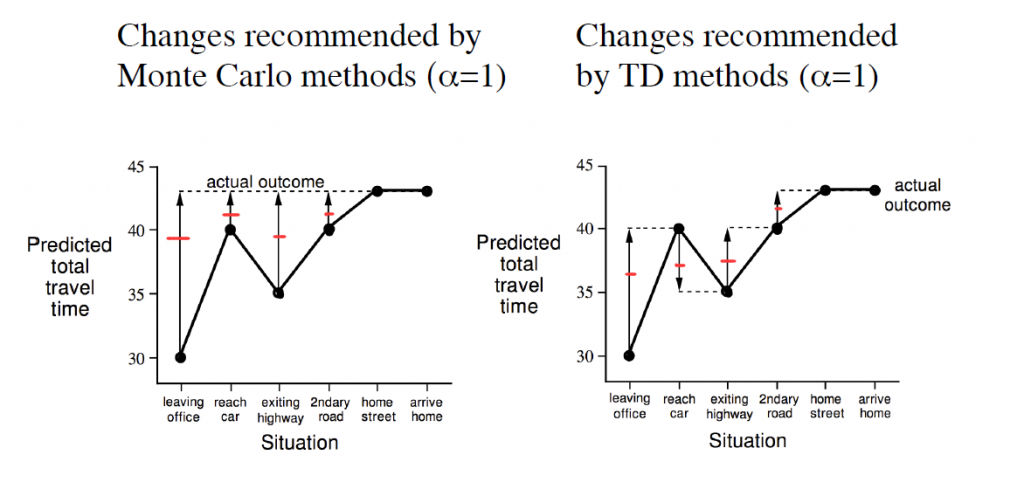 Changes recommended by
Monte Carlo methods (α=1)
Changes recommended
by TD methods (α=1)
45
40
35
30
actual outcome
Predicted
total
travel
time
leaving
office
reach
car
exiting
highway
2ndary
road
home
street
arrive
home
Situation
45
40
35
30
actual
outcome
Predicted
total
travel
time
leaving
office
reach
car
exiting
highway
2ndary
road
home
street
arrive
home
Situation